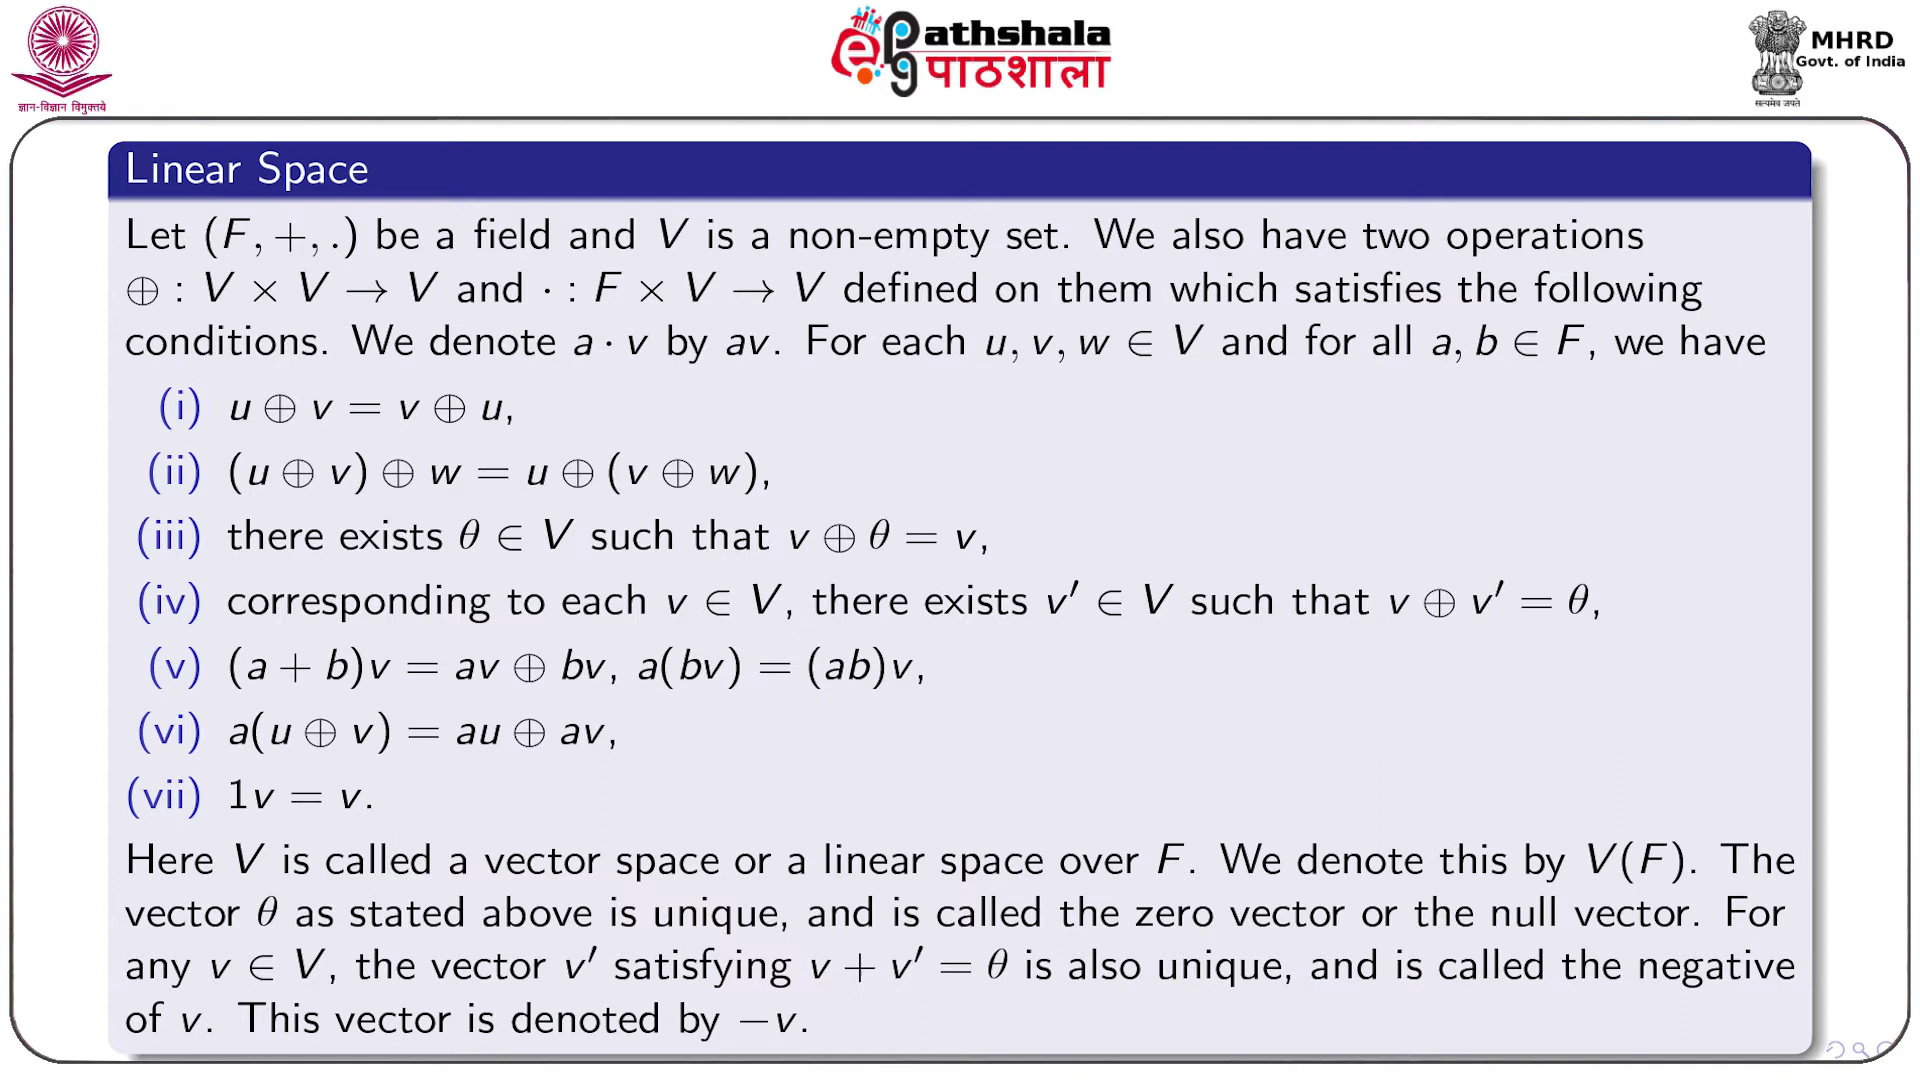 ज्ञान-विज्ञान विमुक्तये
ePGathshala
पाठशाला
MHRD
Govt. of India
सत्यमेव जयते
Linear Space
Let (F, +, .) be a field and V is a non-empty set. We also have two operations
⊕ : V × V → V and · : F × V → V defined on them which satisfies the following
conditions. We denote a · v by av. For each u, v, w ∈ V and for all a, b ∈ F, we have
(i) u ⊕ v = v ⊕ u,
(ii) (u ⊕ v) ⊕ w = u ⊕ (v ⊕ w),
(iii) there exists θ ∈ V such that v ⊕ θ = v,
(iv) corresponding to each v ∈ V, there exists v′ ∈ V such that v ⊕ v′ = θ,
(v) (a + b)v = av ⊕ bv, a(bv) = (ab)v,
(vi) a(u ⊕ v) = au ⊕ av,
(vii) 1v = v.
Here V is called a vector space or a linear space over F. We denote this by V(F). The
vector θ as stated above is unique, and is called the zero vector or the null vector. For
any v ∈ V, the vector v′ satisfying v + v′ = θ is also unique, and is called the negative
of v. This vector is denoted by −v.